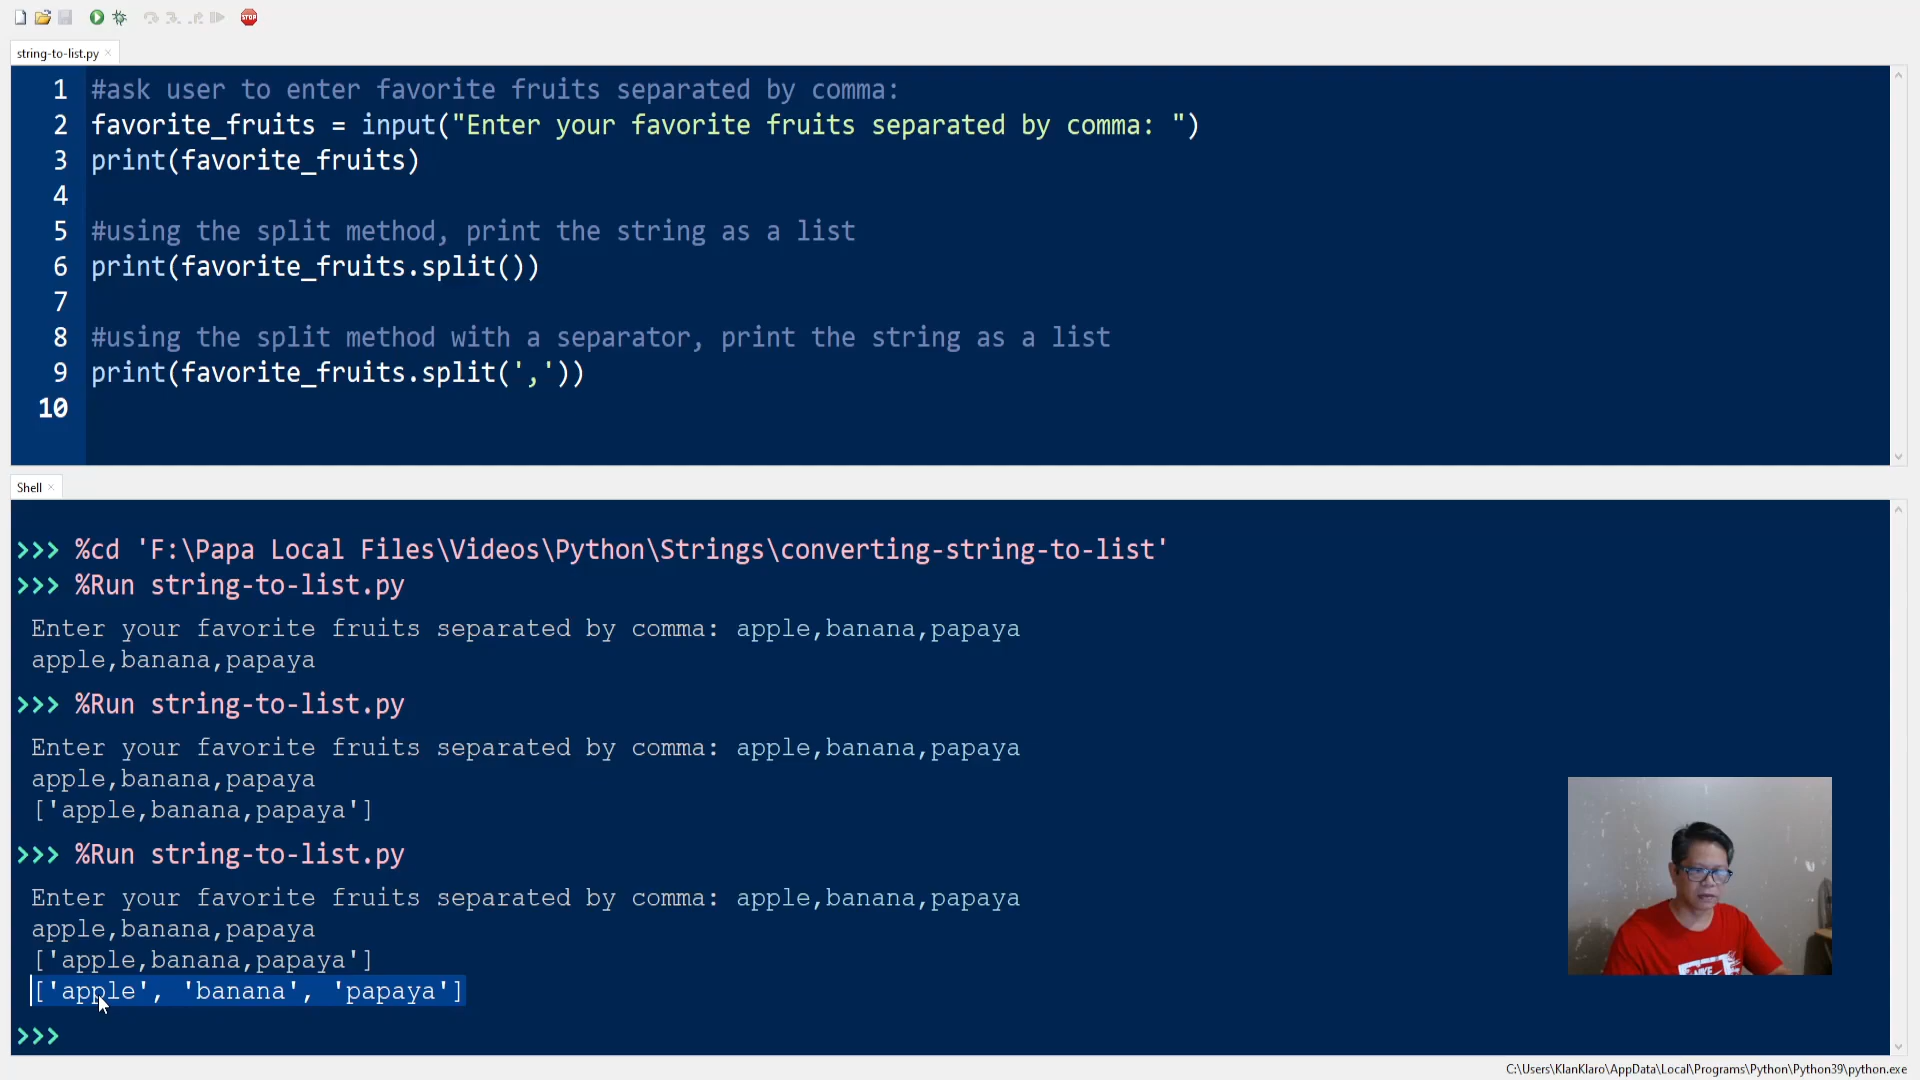 STOP
string-to-list.py
1 #ask user to enter favorite fruits separated by comma:
2 favorite_fruits = input("Enter your favorite fruits separated by comma: ")
3 print(favorite_fruits)
4
5 #using the split method, print the string as a list
6 print(favorite_fruits.split())
7
8 #using the split method with a separator, print the string as a list
9 print(favorite_fruits.split(','))
10
Shell
>>> %cd 'F:\Papa Local Files\Videos\Python\Strings\converting-string-to-list'
>>> %Run string-to-list.py
Enter your favorite fruits separated by comma: apple,banana,papaya
apple,banana,papaya
>>> %Run string-to-list.py
Enter your favorite fruits separated by comma: apple,banana,papaya
apple,banana,papaya
['apple,banana,papaya']
>>> %Run string-to-list.py
Enter your favorite fruits separated by comma: apple,banana,papaya
apple,banana,papaya
['apple,banana,papaya']
['apple', 'banana', 'papaya']
>>>
NIKE
C:\Users\KlanKlaro\AppData\Local\Programs\Python\Python39\python.exe